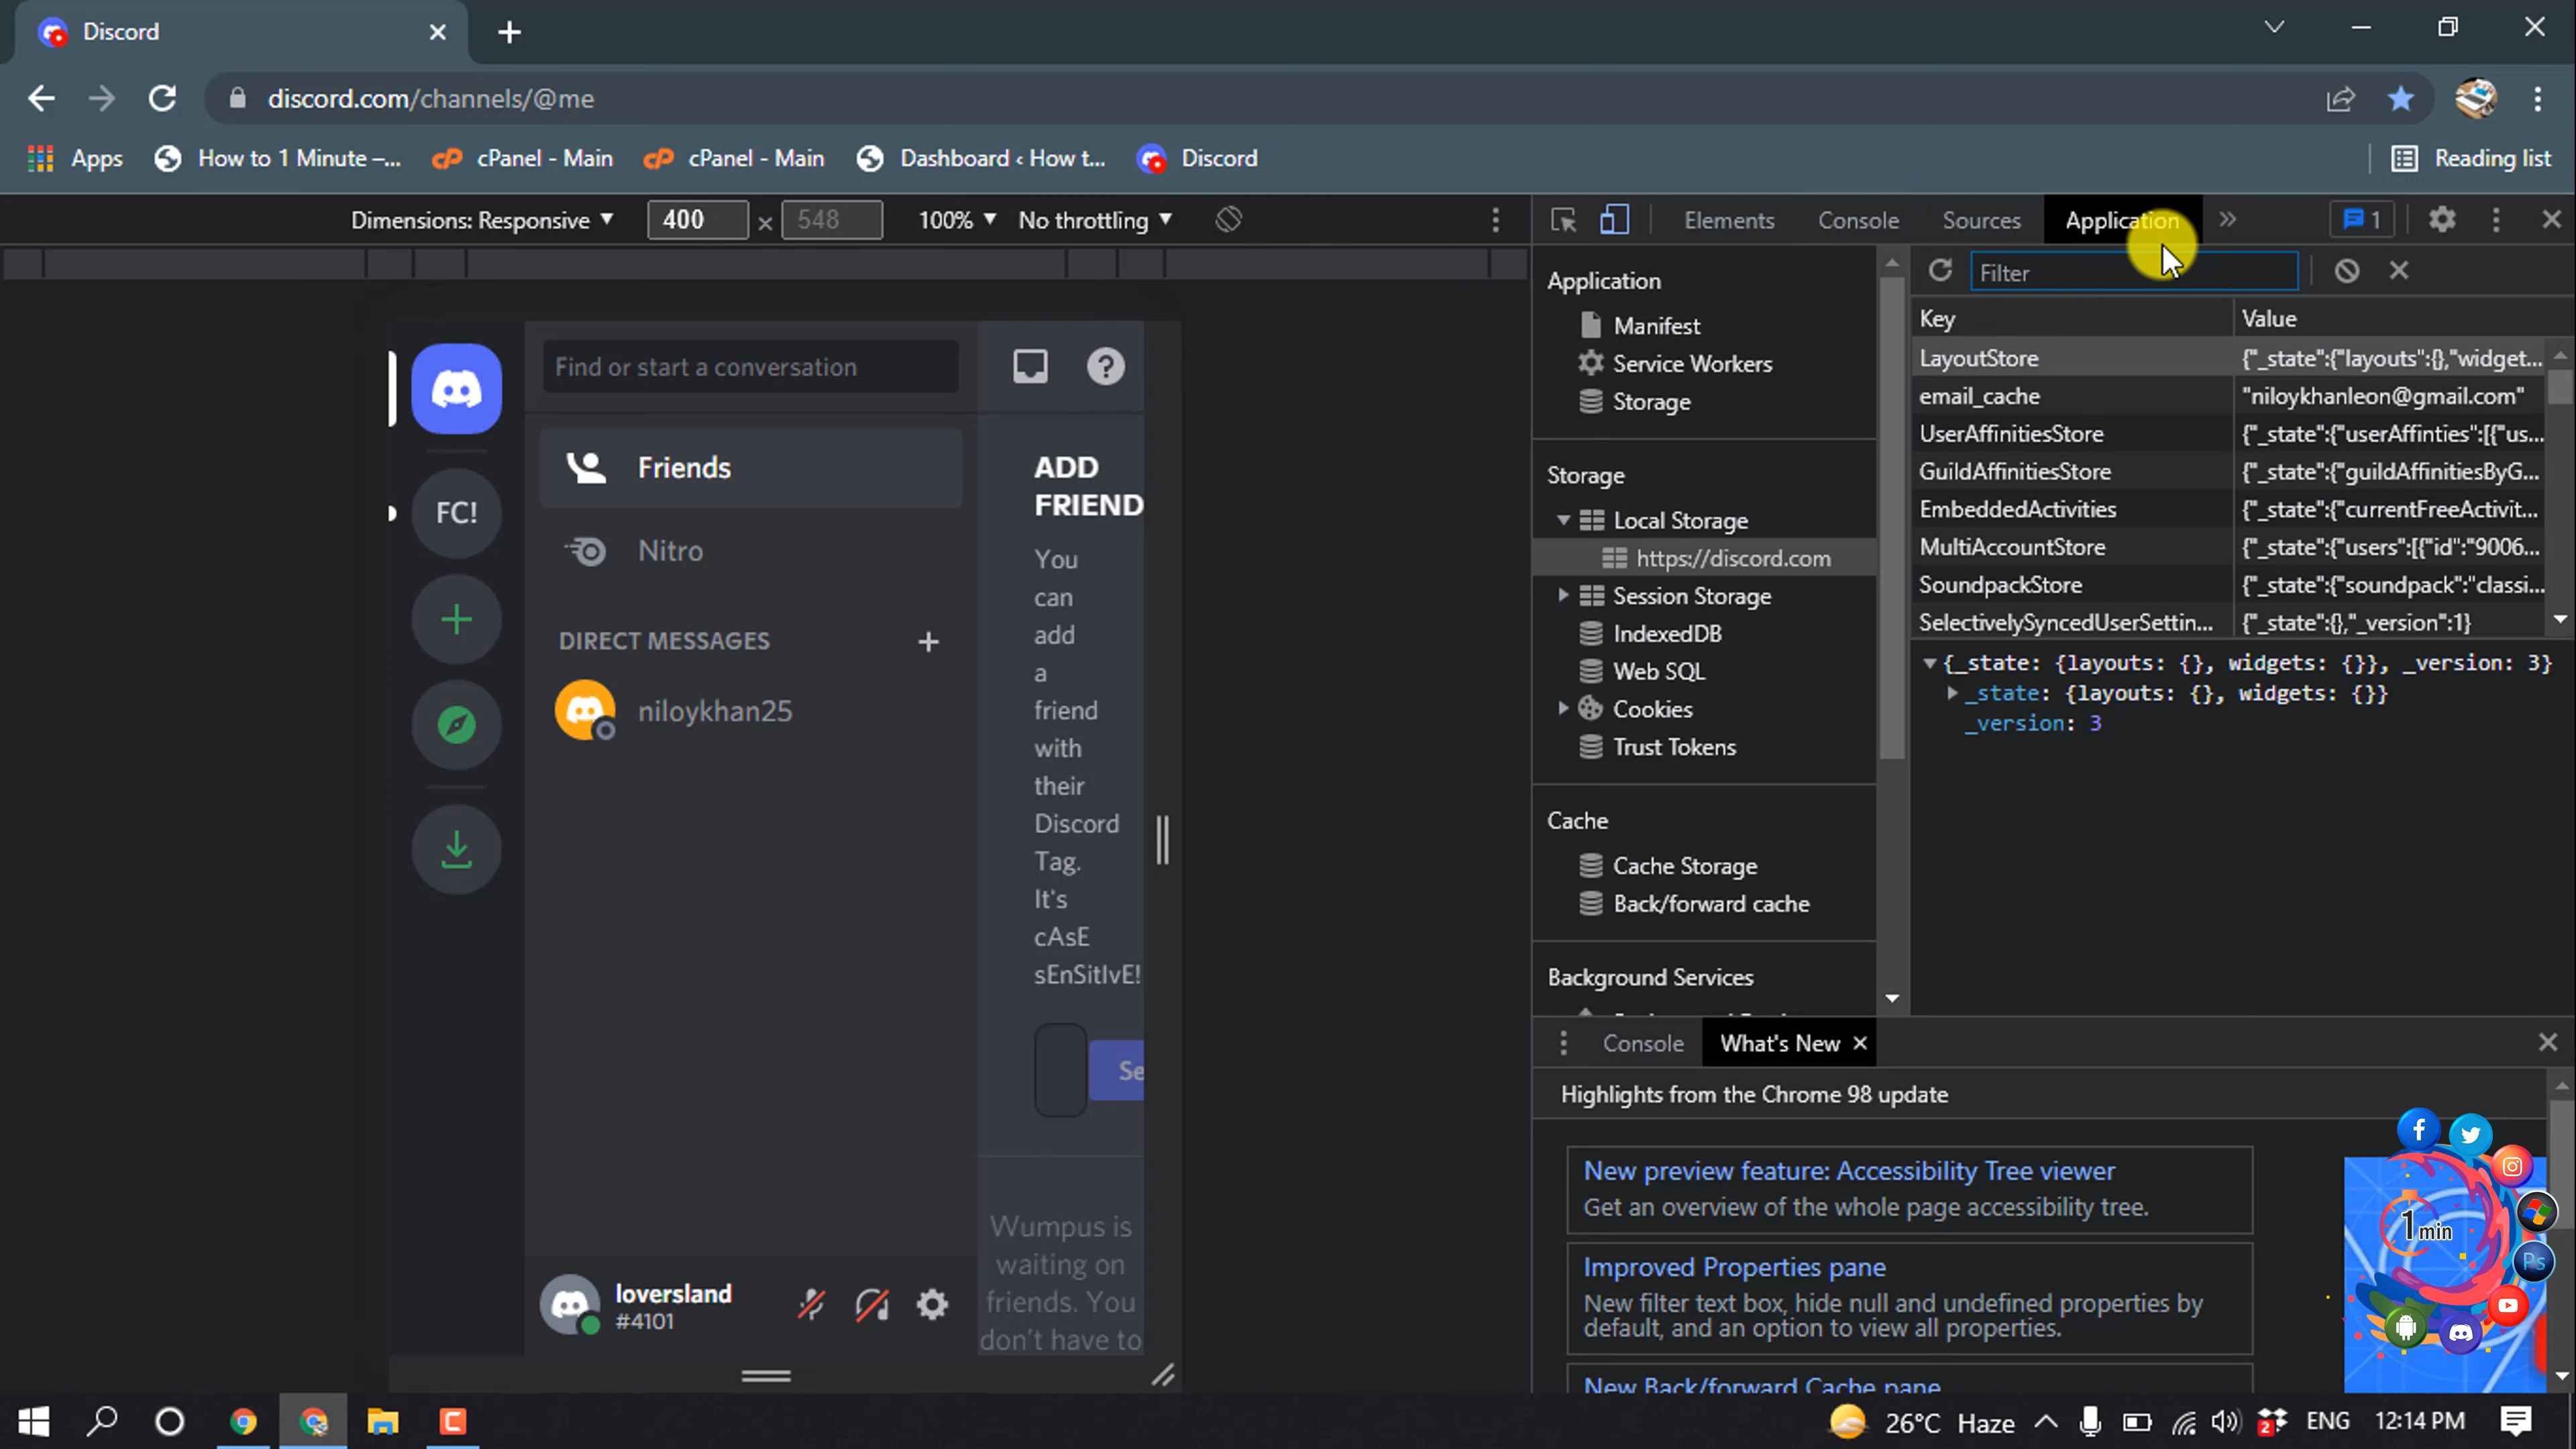 Discord
discord.com/channels/@me
Apps How to 1 Minute –... cPanel - Main cPanel - Main Dashboard ‹ How t... Discord Reading list
Dimensions: Responsive 400 × 548 100% No throttling
Elements Console Sources Application » 1
Find or start a conversation
Friends
Nitro
DIRECT MESSAGES
niloykhan25
FC!
ADD
FRIEND
You
can
add
a
friend
with
their
Discord
Tag.
It's
cAsE
sEnSitIvE!
Se
Wumpus is
waiting on
friends. You
don't have to
loversland
#4101
Application
Manifest
Service Workers
Storage
Storage
Local Storage
https://discord.com
Session Storage
IndexedDB
Web SQL
Cookies
Trust Tokens
Cache
Cache Storage
Back/forward cache
Background Services
Filter
Key Value
LayoutStore {"_state":{"layouts":{},"widget...
email_cache "niloykhanleon@gmail.com"
UserAffinitiesStore {"_state":{"userAffinties":[{"us...
GuildAffinitiesStore {"_state":{"guildAffinitiesByG...
EmbeddedActivities {"_state":{"currentFreeActivit...
MultiAccountStore {"_state":{"users":[{"id":"9006...
SoundpackStore {"_state":{"soundpack":"classi...
SelectivelySyncedUserSettin... {"_state":{},"_version":1}
{_state: {layouts: {}, widgets: {}}, _version: 3}
_state: {layouts: {}, widgets: {}}
_version: 3
Console What's New
Highlights from the Chrome 98 update
New preview feature: Accessibility Tree viewer
Get an overview of the whole page accessibility tree.
Improved Properties pane
New filter text box, hide null and undefined properties by
default, and an option to view all properties.
New Back/forward Cache pane
1 min
Ps
26°C Haze 2 ENG 12:14 PM